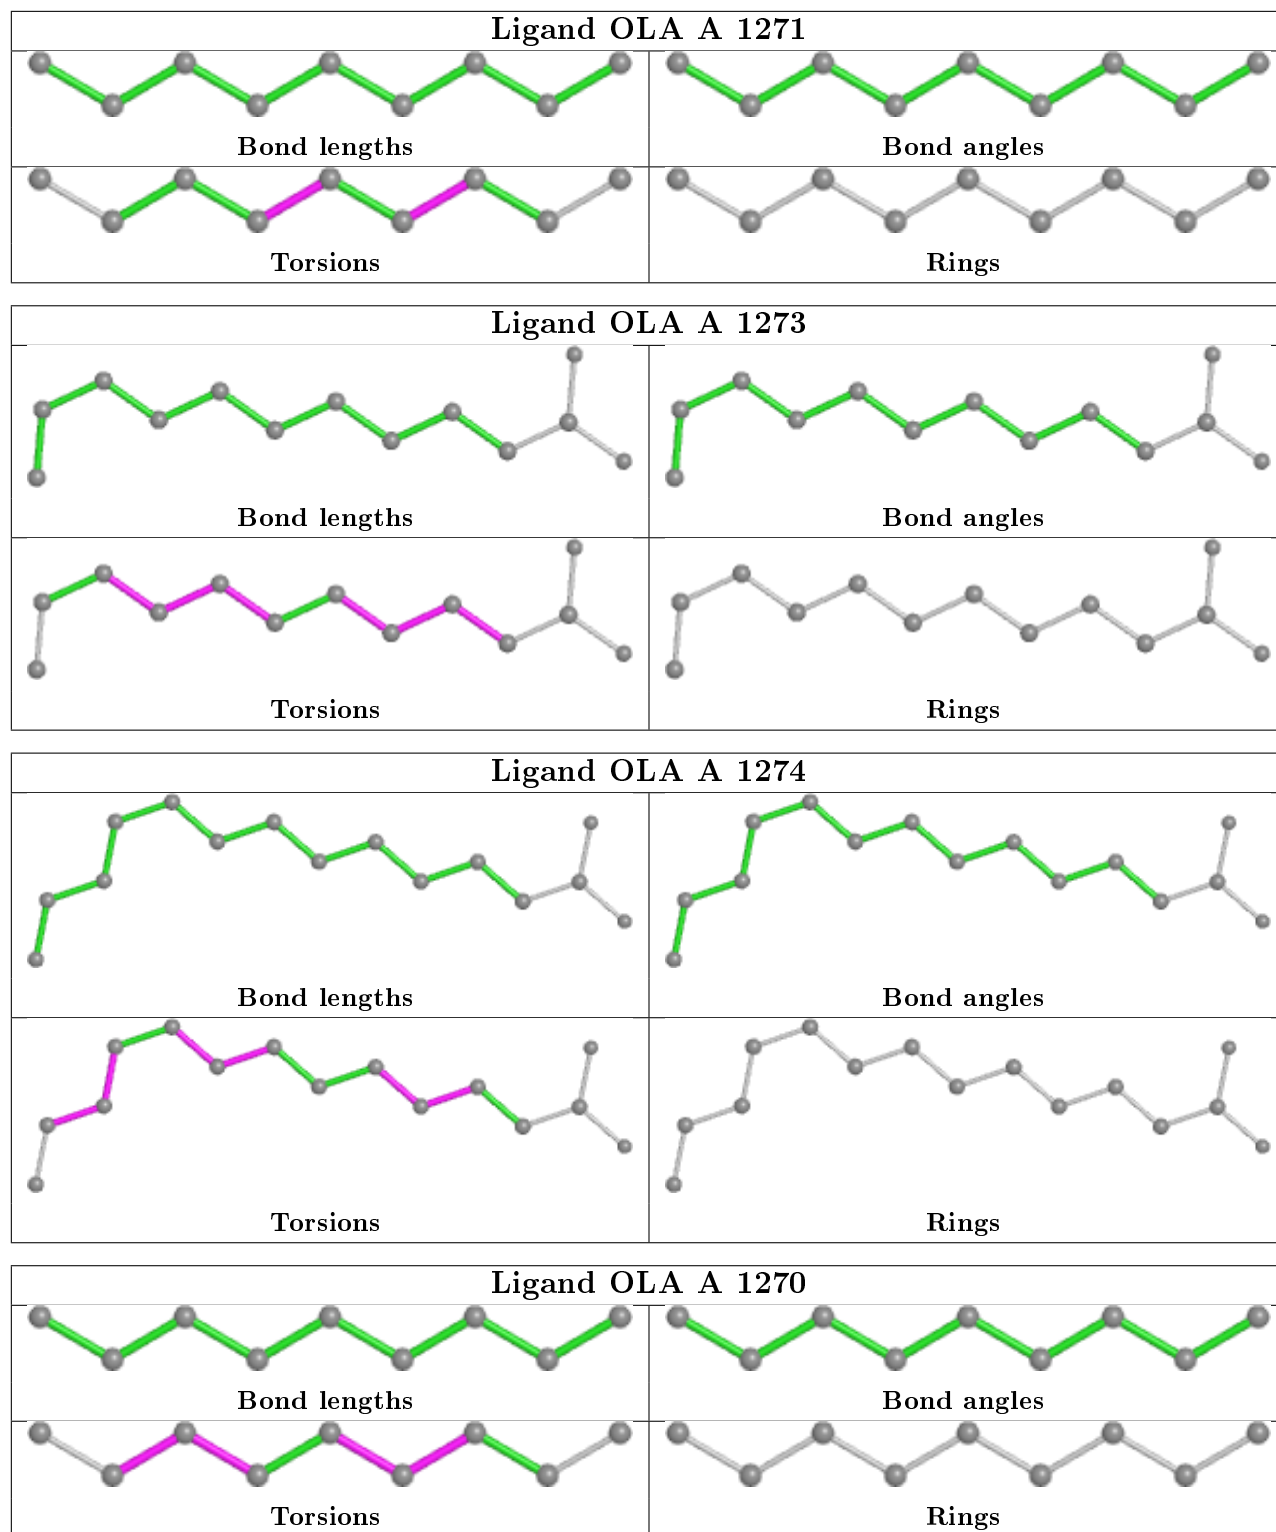 Ligand OLA A 1271
Bond lengths
Bond angles
Torsions
Rings
Ligand OLA A 1273
Bond lengths
Bond angles
Torsions
Rings
Ligand OLA A 1274
Bond lengths
Bond angles
Torsions
Rings
Ligand OLA A 1270
Bond lengths
Bond angles
Torsions
Rings